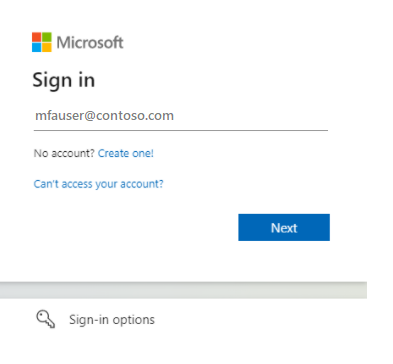 Microsoft
Sign in
mfauser@contoso.com
No account? Create one!
Can't access your account?
Next
Sign-in options